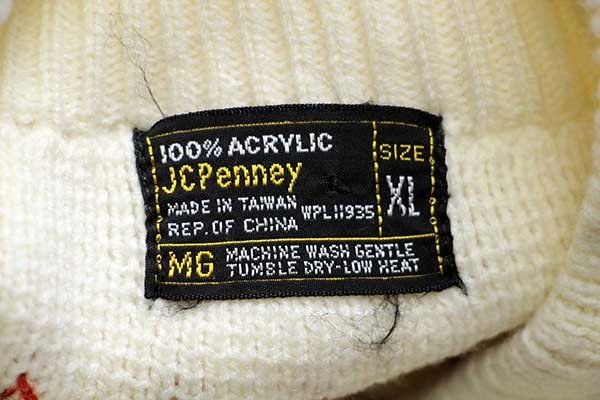 100% ACRYLIC
JCPenney
MADE IN TAIWAN
REP. OF CHINA
WPL11935
SIZE
XL
MG
MACHINE WASH GENTLE
TUMBLE DRY-LOW HEAT